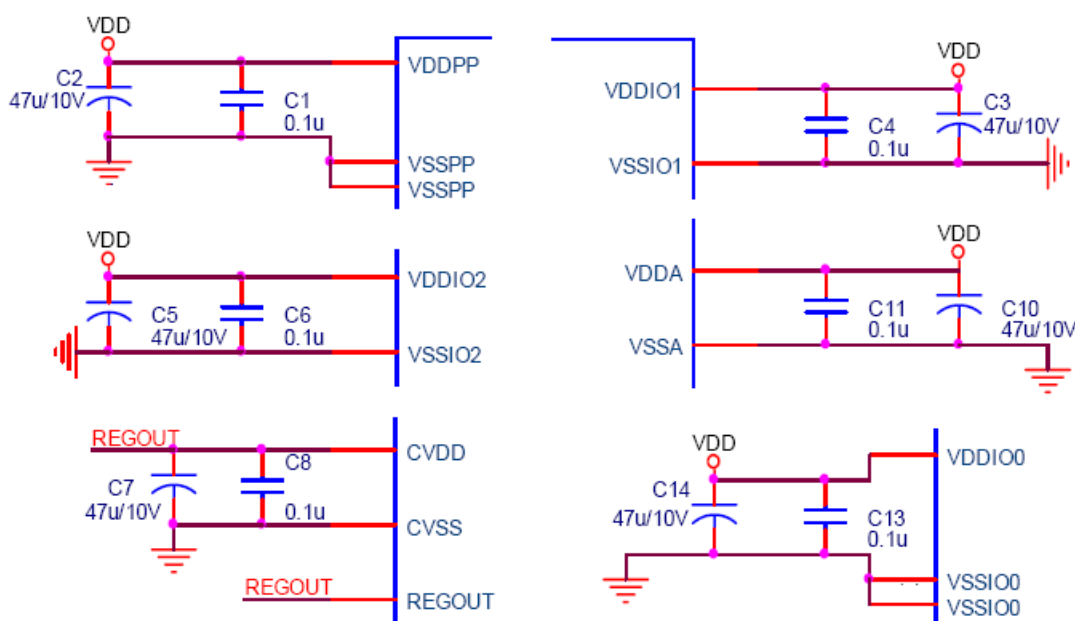 VDD
C2
47u/10V
C1
0.1u
VDDPP
VSSPP
VSSPP
VDD
VDDIO1
C3
47u/10V
C4
0.1u
VSSIO1
VDD
VDDIO2
C5
47u/10V
C6
0.1u
VSSIO2
VDD
VDDA
C11
0.1u
C10
47u/10V
VSSA
REGOUT
CVDD
C7
47u/10V
C8
0.1u
CVSS
REGOUT
REGOUT
VDD
VDDIO0
C14
47u/10V
C13
0.1u
VSSIO0
VSSIO0